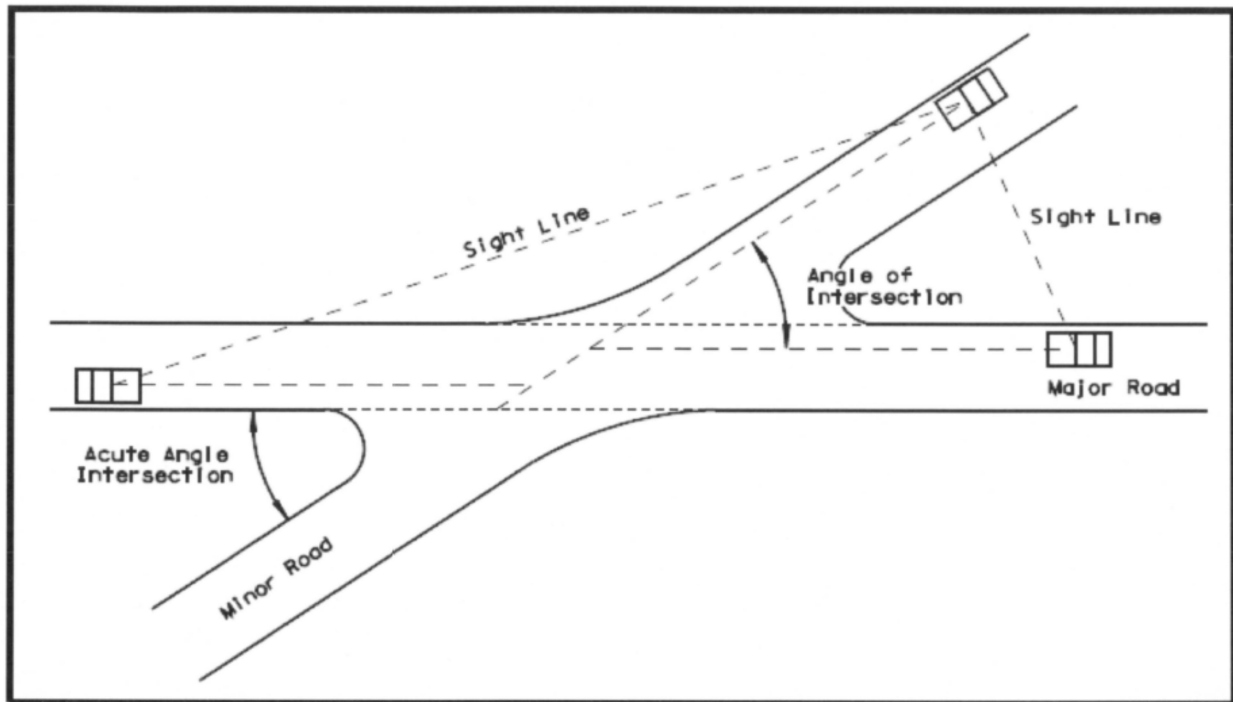 Sight Line
Sight Line
Angle of
Intersection
Major Road
Acute Angle
Intersection
Minor Road